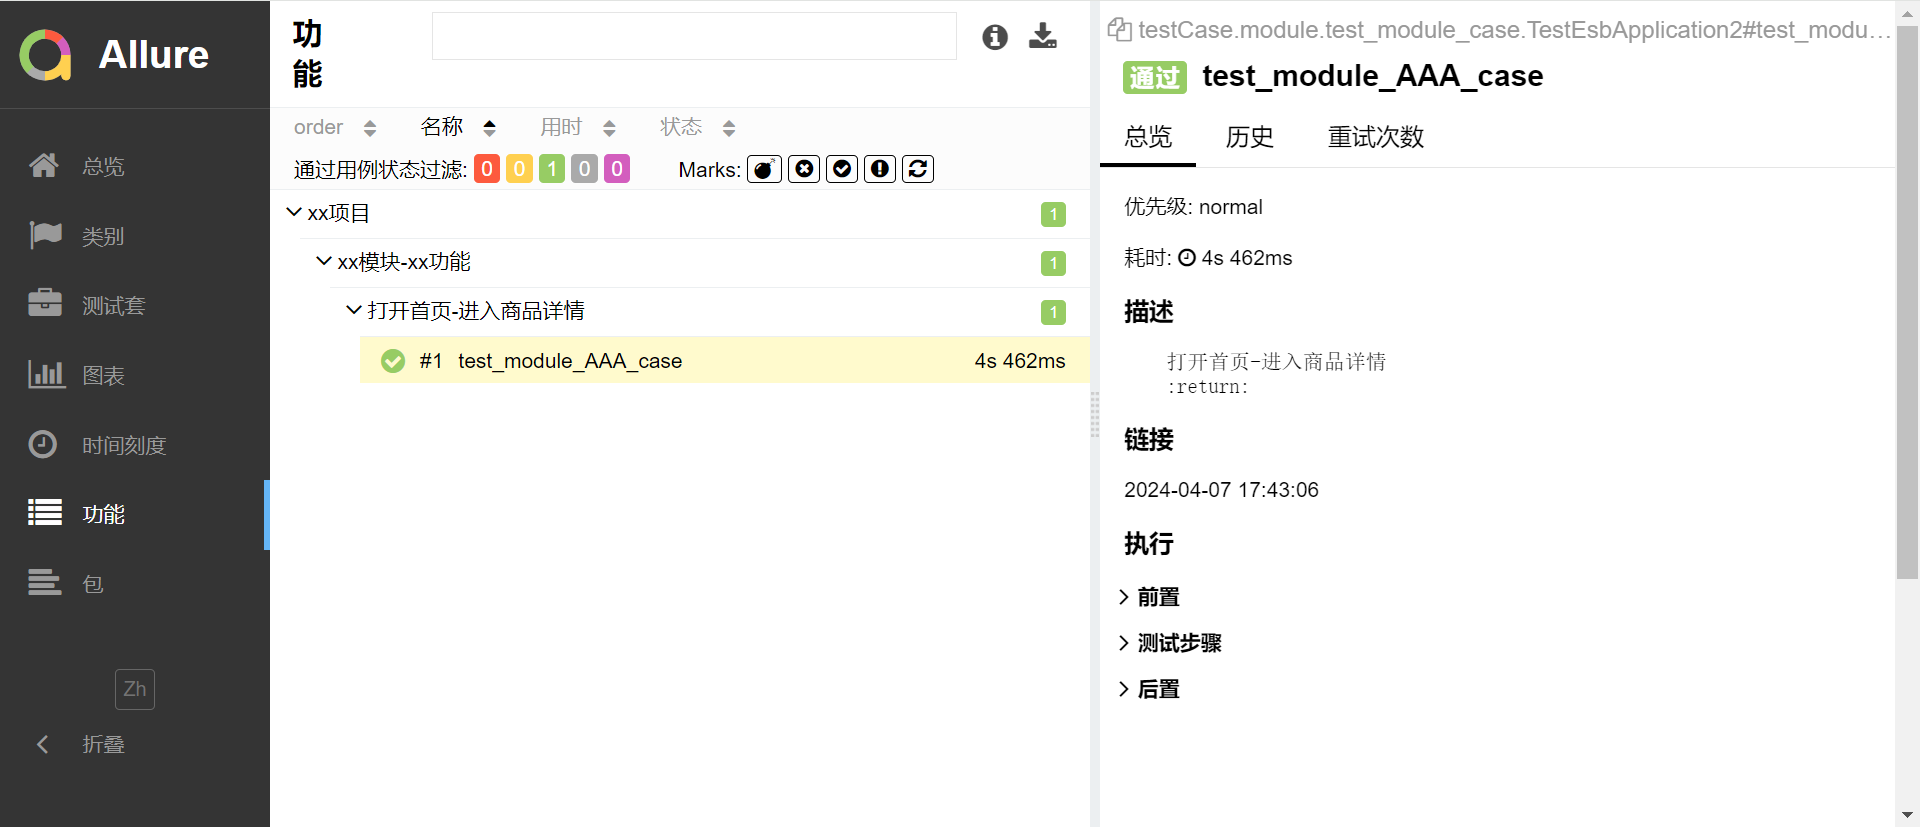 Allure
总览
类别
测试套
图表
时间刻度
功能
包
Zh
折叠
功
能
order 名称 用时 状态
通过用例状态过滤: 0 0 1 0 0 Marks:
xx项目 1
xx模块-xx功能 1
打开首页-进入商品详情 1
#1 test_module_AAA_case 4s 462ms
testCase.module.test_module_case.TestEsbApplication2#test_modu...
通过 test_module_AAA_case
总览 历史 重试次数
优先级: normal
耗时: 4s 462ms
描述
打开首页-进入商品详情
:return:
链接
2024-04-07 17:43:06
执行
前置
测试步骤
后置